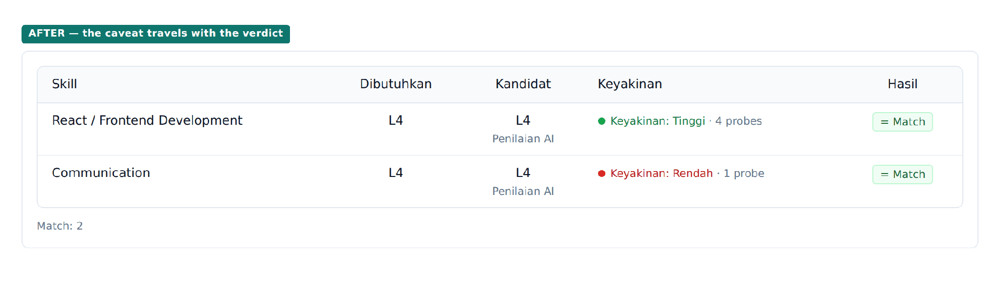 AFTER — the caveat travels with the verdict
Skill Dibutuhkan Kandidat Keyakinan Hasil
React / Frontend Development L4 L4 Keyakinan: Tinggi · 4 probes = Match
Penilaian AI
Communication L4 L4 Keyakinan: Rendah · 1 probe = Match
Penilaian AI
Match: 2